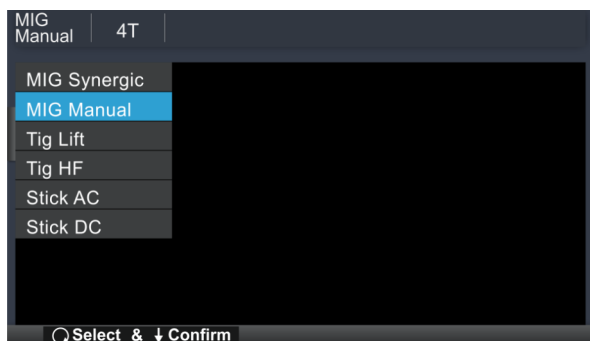 MIG
Manual
4T
MIG Synergic
MIG Manual
Tig Lift
Tig HF
Stick AC
Stick DC
Select & ↓ Confirm